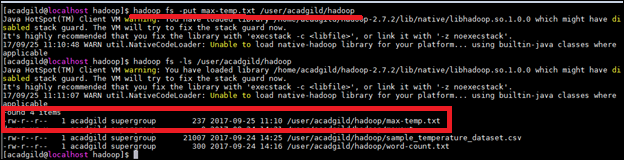 [acadgild@localhost hadoop]$ hadoop fs -put max-temp.txt /user/acadgild/hadoop
Java HotSpot(TM) Client VM warning: You have loaded library /home/acadgild/hadoop-2.7.2/lib/native/libhadoop.so.1.0.0 which might have di
sabled stack guard. The VM will try to fix the stack guard now.
It's highly recommended that you fix the library with 'execstack -c <libfile>', or link it with '-z noexecstack'.
17/09/25 11:10:48 WARN util.NativeCodeLoader: Unable to load native-hadoop library for your platform... using builtin-java classes where
applicable
[acadgild@localhost hadoop]$ hadoop fs -ls /user/acadgild/hadoop
Java HotSpot(TM) Client VM warning: You have loaded library /home/acadgild/hadoop-2.7.2/lib/native/libhadoop.so.1.0.0 which might have di
sabled stack guard. The VM will try to fix the stack guard now.
It's highly recommended that you fix the library with 'execstack -c <libfile>', or link it with '-z noexecstack'.
17/09/25 11:11:07 WARN util.NativeCodeLoader: Unable to load native-hadoop library for your platform... using builtin-java classes where
applicable
Found 4 items
-rw-r--r-- 1 acadgild supergroup 237 2017-09-25 11:10 /user/acadgild/hadoop/max-temp.txt
-rw-r--r-- 1 acadgild supergroup 21007 2017-09-24 14:25 /user/acadgild/hadoop/sample_temperature_dataset.csv
-rw-r--r-- 1 acadgild supergroup 300 2017-09-24 14:16 /user/acadgild/hadoop/word-count.txt
[acadgild@localhost hadoop]$